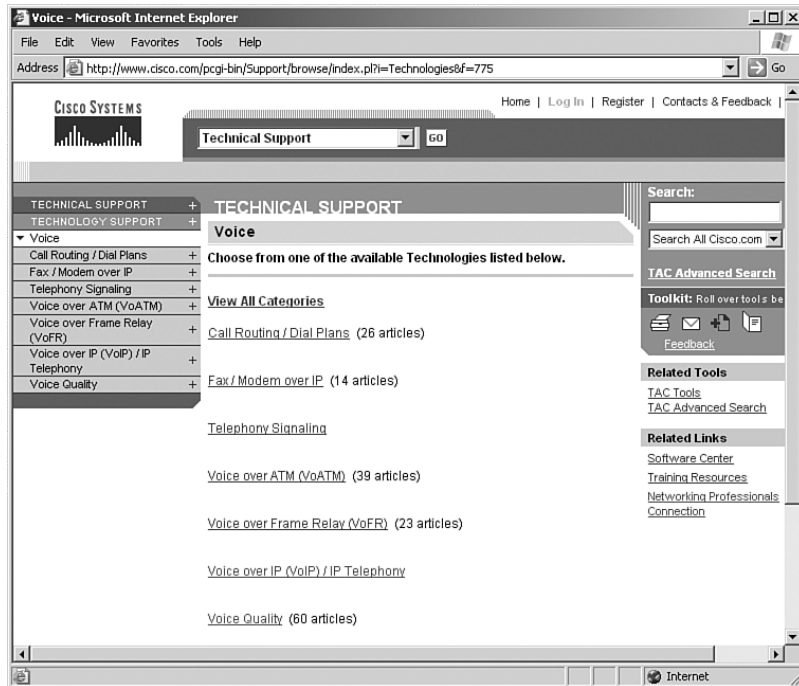 Voice - Microsoft Internet Explorer
File Edit View Favorites Tools Help
Address http://www.cisco.com/pcgi-bin/Support/browse/index.pl?i=Technologies&f=775 Go
CISCO SYSTEMS
Home | Log In | Register | Contacts & Feedback |
Technical Support GO
TECHNICAL SUPPORT +
TECHNOLOGY SUPPORT +
Voice
Call Routing / Dial Plans +
Fax / Modem over IP +
Telephony Signaling +
Voice over ATM (VoATM) +
Voice over Frame Relay
(VoFR) +
Voice over IP (VoIP) / IP
Telephony +
Voice Quality +
TECHNICAL SUPPORT
Voice
Choose from one of the available Technologies listed below.
View All Categories
Call Routing / Dial Plans (26 articles)
Fax / Modem over IP (14 articles)
Telephony Signaling
Voice over ATM (VoATM) (39 articles)
Voice over Frame Relay (VoFR) (23 articles)
Voice over IP (VoIP) / IP Telephony
Voice Quality (60 articles)
Search:
Search All Cisco.com
TAC Advanced Search
Toolkit: Roll over tools be
Feedback
Related Tools
TAC Tools
TAC Advanced Search
Related Links
Software Center
Training Resources
Networking Professionals
Connection
Internet